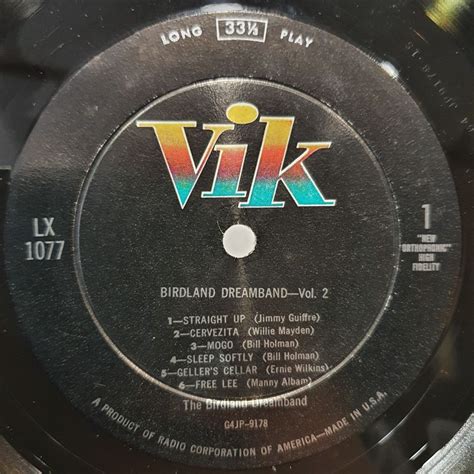 LONG 33⅓ PLAY
Vik
LX
1077
1
"NEW
ORTHOPHONIC"
HIGH
FIDELITY
BIRDLAND DREAMBAND—Vol. 2
1—STRAIGHT UP (Jimmy Guiffre)
2—CERVEZITA (Willie Mayden)
3—MOGO (Bill Holman)
4—SLEEP SOFTLY (Bill Holman)
5—GELLER'S CELLAR (Ernie Wilkins)
6—FREE LEE (Manny Albam)
The Birdland Dreamband
G4JP-9178
A PRODUCT OF RADIO CORPORATION OF AMERICA—MADE IN U.S.A.